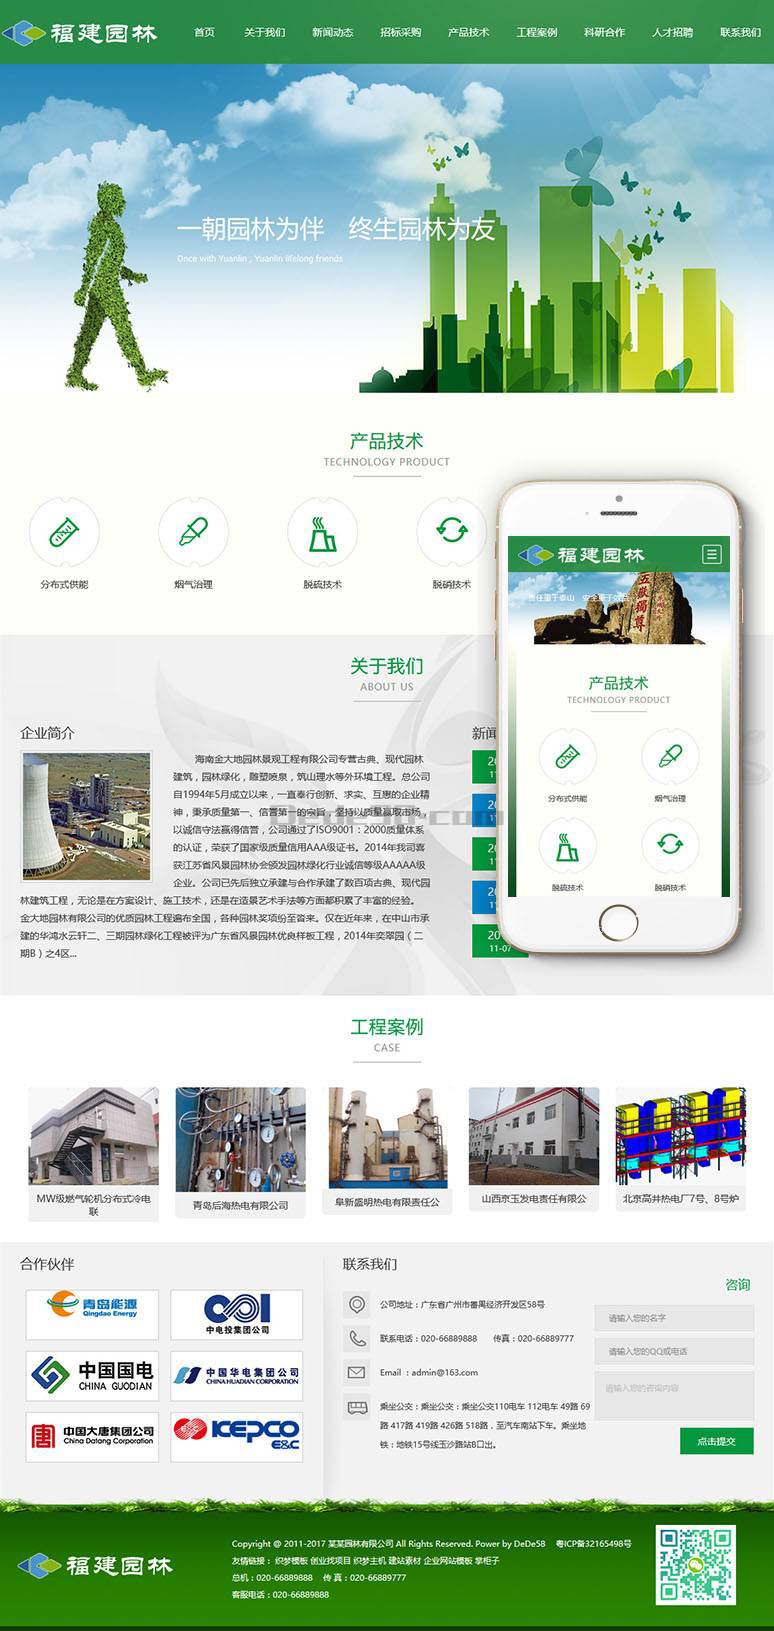 福建园林
首页 关于我们 新闻动态 招标采购 产品技术 工程案例 科研合作 人才招聘 联系我们
一朝园林为伴 终生园林为友
Once with Yuanlin , Yuanlin lifelong friends
产品技术
TECHNOLOGY PRODUCT
分布式供能 烟气治理 脱硫技术 脱硝技术
关于我们
ABOUT US
企业简介
海南金大地园林景观工程有限公司专营古典、现代园林
建筑，园林绿化，雕塑喷泉，筑山理水等外环境工程。总公司
自1994年5月成立以来，一直奉行创新、求实、互惠的企业精
神，秉承质量第一、信誉第一的宗旨，坚持以质量赢取市场，
以诚信守法赢得信誉，公司通过了ISO9001：2000质量体系
的认证，荣获了国家级质量信用AAA级证书。2014年我司喜
获江苏省风景园林协会颁发园林绿化行业诚信等级AAAAA级
企业。公司已先后独立承建与合作承建了数百项古典、现代园
林建筑工程，无论是在方案设计、施工技术，还是在造景艺术手法等方面都积累了丰富的经验。
金大地园林有限公司的优质园林工程遍布全国，各种园林奖项纷至沓来。仅在近年来，在中山市承
建的华鸿水云轩二、三期园林绿化工程被评为广东省风景园林优良样板工程，2014年奕翠园（二
期B）之4区...
新闻
20
11
11
11
11
20
11-07
福建园林
责任重于泰山 安全重于
五嶽獨尊
产品技术
TECHNOLOGY PRODUCT
分布式供能 烟气治理
脱硫技术 脱硝技术
工程案例
CASE
MW级燃气轮机分布式冷电
联
青岛后海热电有限公司
阜新盛明热电有限责任公
山西京玉发电责任有限公
北京高井热电厂7号、8号炉
合作伙伴
青岛能源
Qingdao Energy
中电投集团公司
中国国电
CHINA GUODIAN
中国华电集团公司
CHINA HUADIAN CORPORATION
中国大唐集团公司
China Datang Corporation
KEPCO
E&C
联系我们
公司地址：广东省广州市番禺经济开发区58号
联系电话：020-66889888 传真：020-66889777
Email ：admin@163.com
乘坐公交：乘坐公交：乘坐公交110电车 112电车 49路 69
路 417路 419路 426路 518路，至汽车南站下车。乘坐地
铁：地铁15号线玉沙路站B口出。
咨询
请输入您的名字
请输入您的QQ或电话
请输入您的咨询内容
点击提交
福建园林
Copyright @ 2011-2017 某某园林有限公司 All Rights Reserved. Power by DeDe58 粤ICP备32165498号
友情链接： 织梦模板 创业找项目 织梦主机 建站素材 企业网站模板 掌柜子
总机：020-66889888 传 真：020-66889777
客服电话：020-66889888